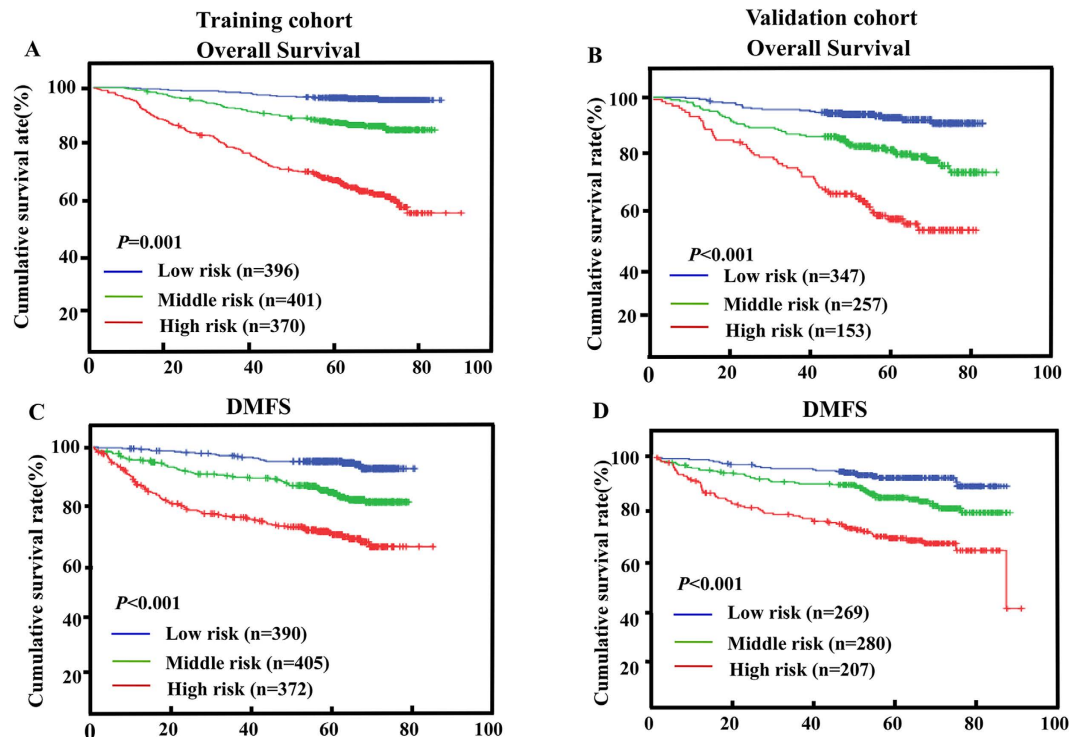 Training cohort
Overall Survival
A
Cumulative survival ate(%)
100
80
60
40
20
P=0.001
Low risk (n=396)
Middle risk (n=401)
High risk (n=370)
0 20 40 60 80 100
Validation cohort
Overall Survival
B
Cumulative survival rate(%)
100
80
60
40
20
P<0.001
Low risk (n=347)
Middle risk (n=257)
High risk (n=153)
0 20 40 60 80 100
DMFS
C
Cumulative survival rate(%)
100
80
60
40
20
P<0.001
Low risk (n=390)
Middle risk (n=405)
High risk (n=372)
0 20 40 60 80 100
DMFS
D
Cumulative survival rate(%)
100
80
60
40
20
P<0.001
Low risk (n=269)
Middle risk (n=280)
High risk (n=207)
0 20 40 60 80 100